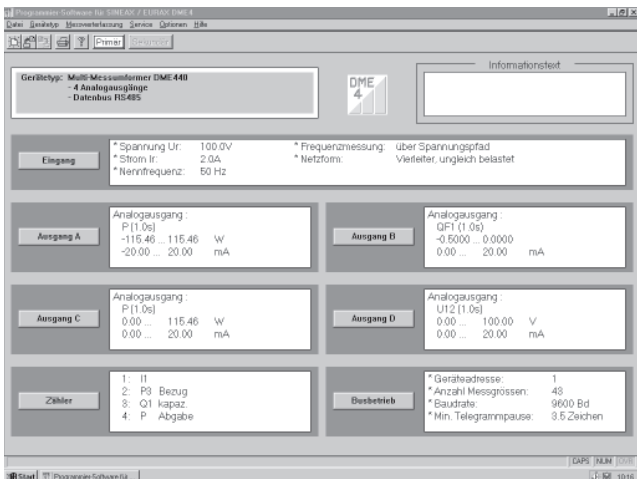 Programmier-Software für SINEAX / EURAX DME 4
Datei Gerätetyp Messwerterfassung Service Optionen Hilfe
Primär
Gerätetyp: Multi-Messumformer DME440
- 4 Analogausgänge
- Datenbus RS485
DME
4
Informationstext
Eingang
* Spannung Ur: 100.0V
* Strom Ir: 2.0A
* Nennfrequenz: 50 Hz
* Frequenzmessung: über Spannungspfad
* Netzform: Vierleiter, ungleich belastet
Ausgang A
Analogausgang :
P (1.0s)
-115.46 ... 115.46 W
-20.00 ... 20.00 mA
Ausgang B
Analogausgang :
QF1 (1.0s)
-0.5000 ... 0.0000
0.00 ... 20.00 mA
Ausgang C
Analogausgang :
P (1.0s)
0.00 ... 115.46 W
0.00 ... 20.00 mA
Ausgang D
Analogausgang :
U12 (1.0s)
0.00 ... 100.00 V
0.00 ... 20.00 mA
Zähler
1: I1
2: P3 Bezug
3: Q1 kapaz.
4: P Abgabe
Busbetrieb
* Geräteadresse: 1
* Anzahl Messgrössen: 43
* Baudrate: 9600 Bd
* Min. Telegrammpause: 3.5 Zeichen
CAPS NUM DME
Start Programmier-Software für ... 10:16